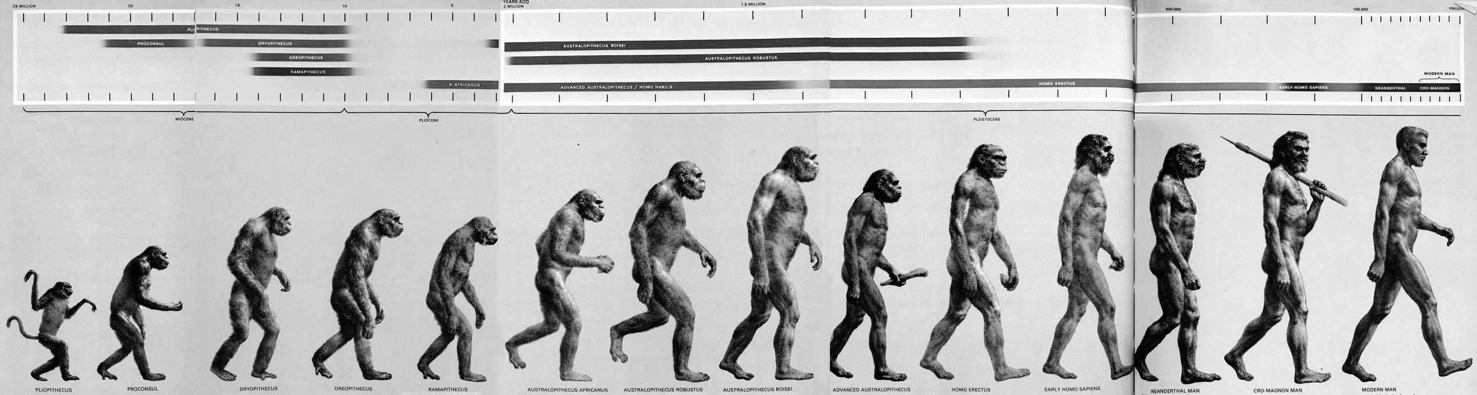 25 MILLION
20
15
10
5
YEARS AGO
2 MILLION
1.5 MILLION
500,000
100,000
PLIOPITHECUS
PROCONSUL
DRYOPITHECUS
OREOPITHECUS
RAMAPITHECUS
A. AFRICANUS
AUSTRALOPITHECUS BOISEI
AUSTRALOPITHECUS ROBUSTUS
ADVANCED AUSTRALOPITHECUS / HOMO HABILIS
HOMO ERECTUS
EARLY HOMO SAPIENS
MODERN MAN
NEANDERTHAL
CRO-MAGNON
MIOCENE
PLIOCENE
PLEISTOCENE
PLIOPITHECUS
PROCONSUL
DRYOPITHECUS
OREOPITHECUS
RAMAPITHECUS
AUSTRALOPITHECUS AFRICANUS
AUSTRALOPITHECUS ROBUSTUS
AUSTRALOPITHECUS BOISEI
ADVANCED AUSTRALOPITHECUS
HOMO ERECTUS
EARLY HOMO SAPIENS
NEANDERTHAL MAN
CRO-MAGNON MAN
MODERN MAN